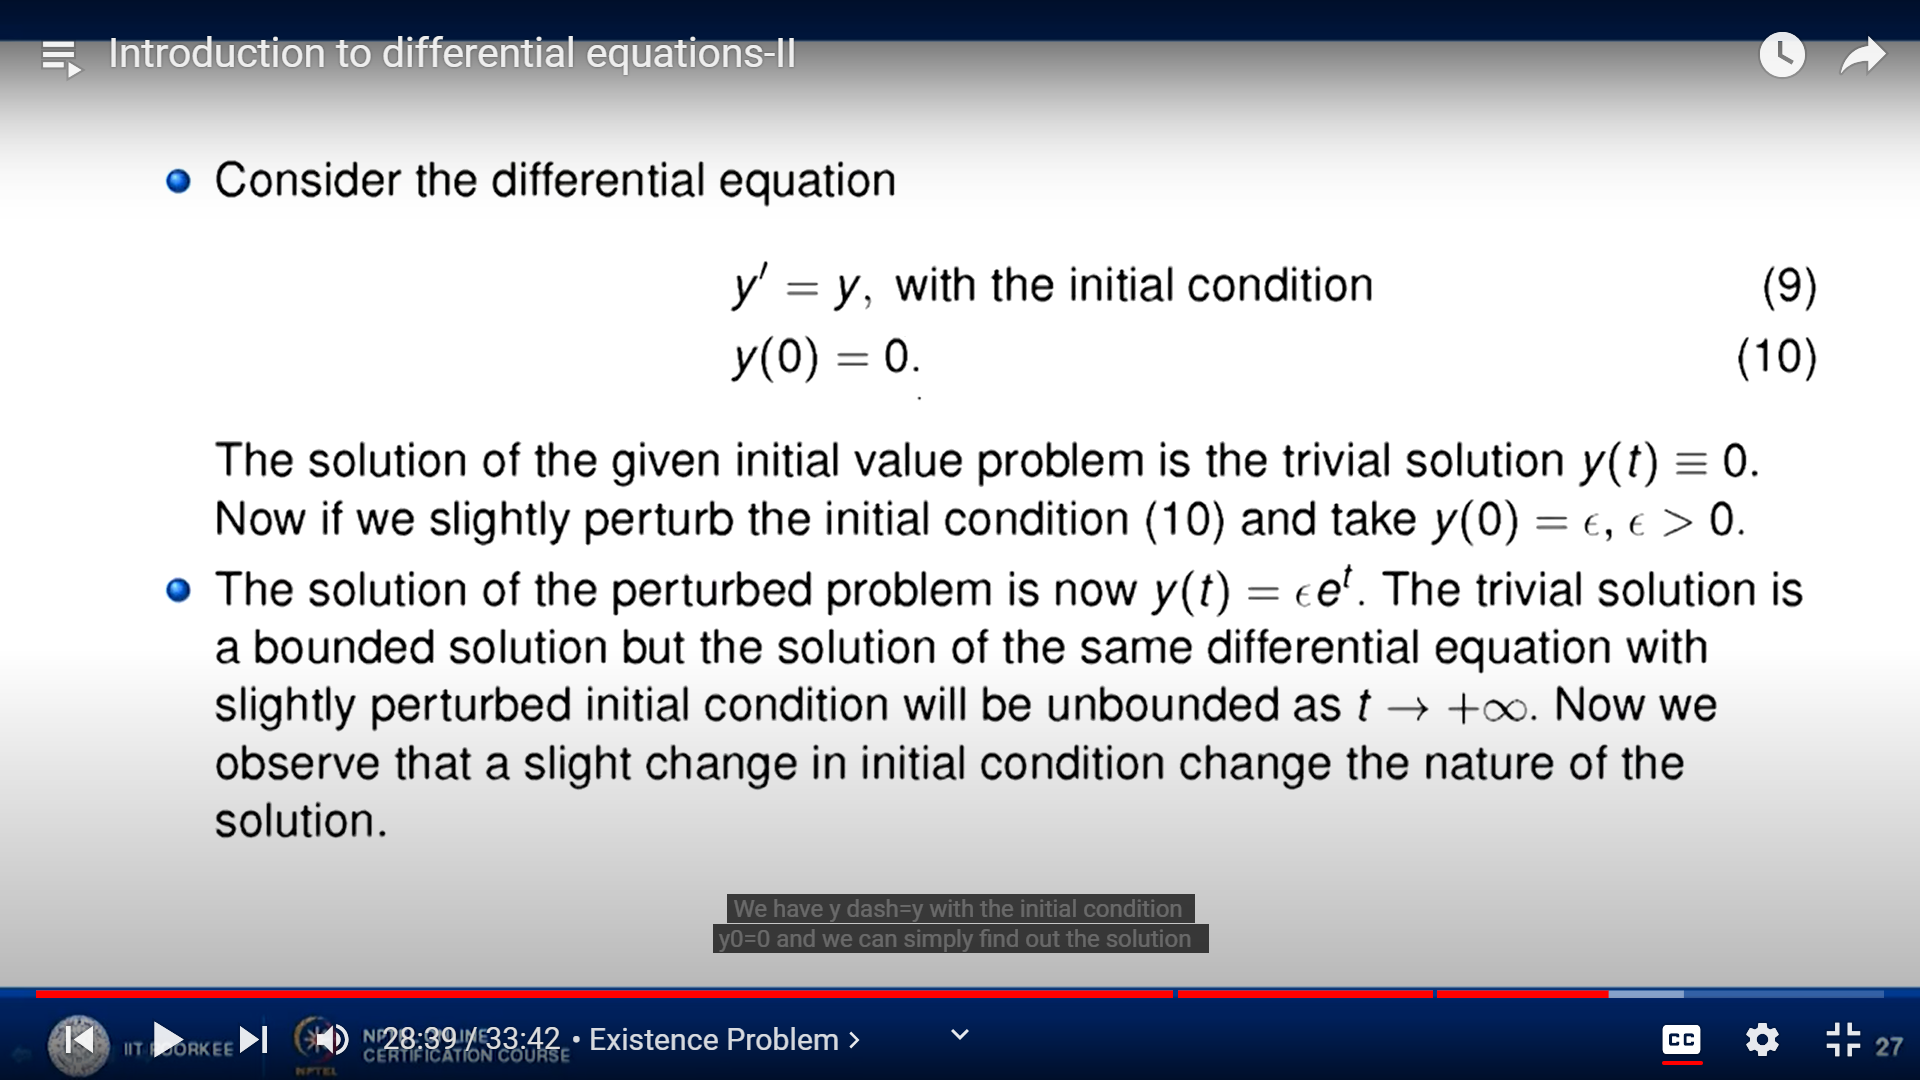 Introduction to differential equations-II
Consider the differential equation
y′ = y, with the initial condition (9)
y(0) = 0. (10)
The solution of the given initial value problem is the trivial solution y(t) ≡ 0.
Now if we slightly perturb the initial condition (10) and take y(0) = ϵ, ϵ > 0.
The solution of the perturbed problem is now y(t) = ϵeᵗ. The trivial solution is
a bounded solution but the solution of the same differential equation with
slightly perturbed initial condition will be unbounded as t → +∞. Now we
observe that a slight change in initial condition change the nature of the
solution.
We have y dash=y with the initial condition
y0=0 and we can simply find out the solution
28:39 / 33:42 • Existence Problem ›
IIT ROORKEE
NPTEL ONLINE
CERTIFICATION COURSE
NPTEL
CC
27